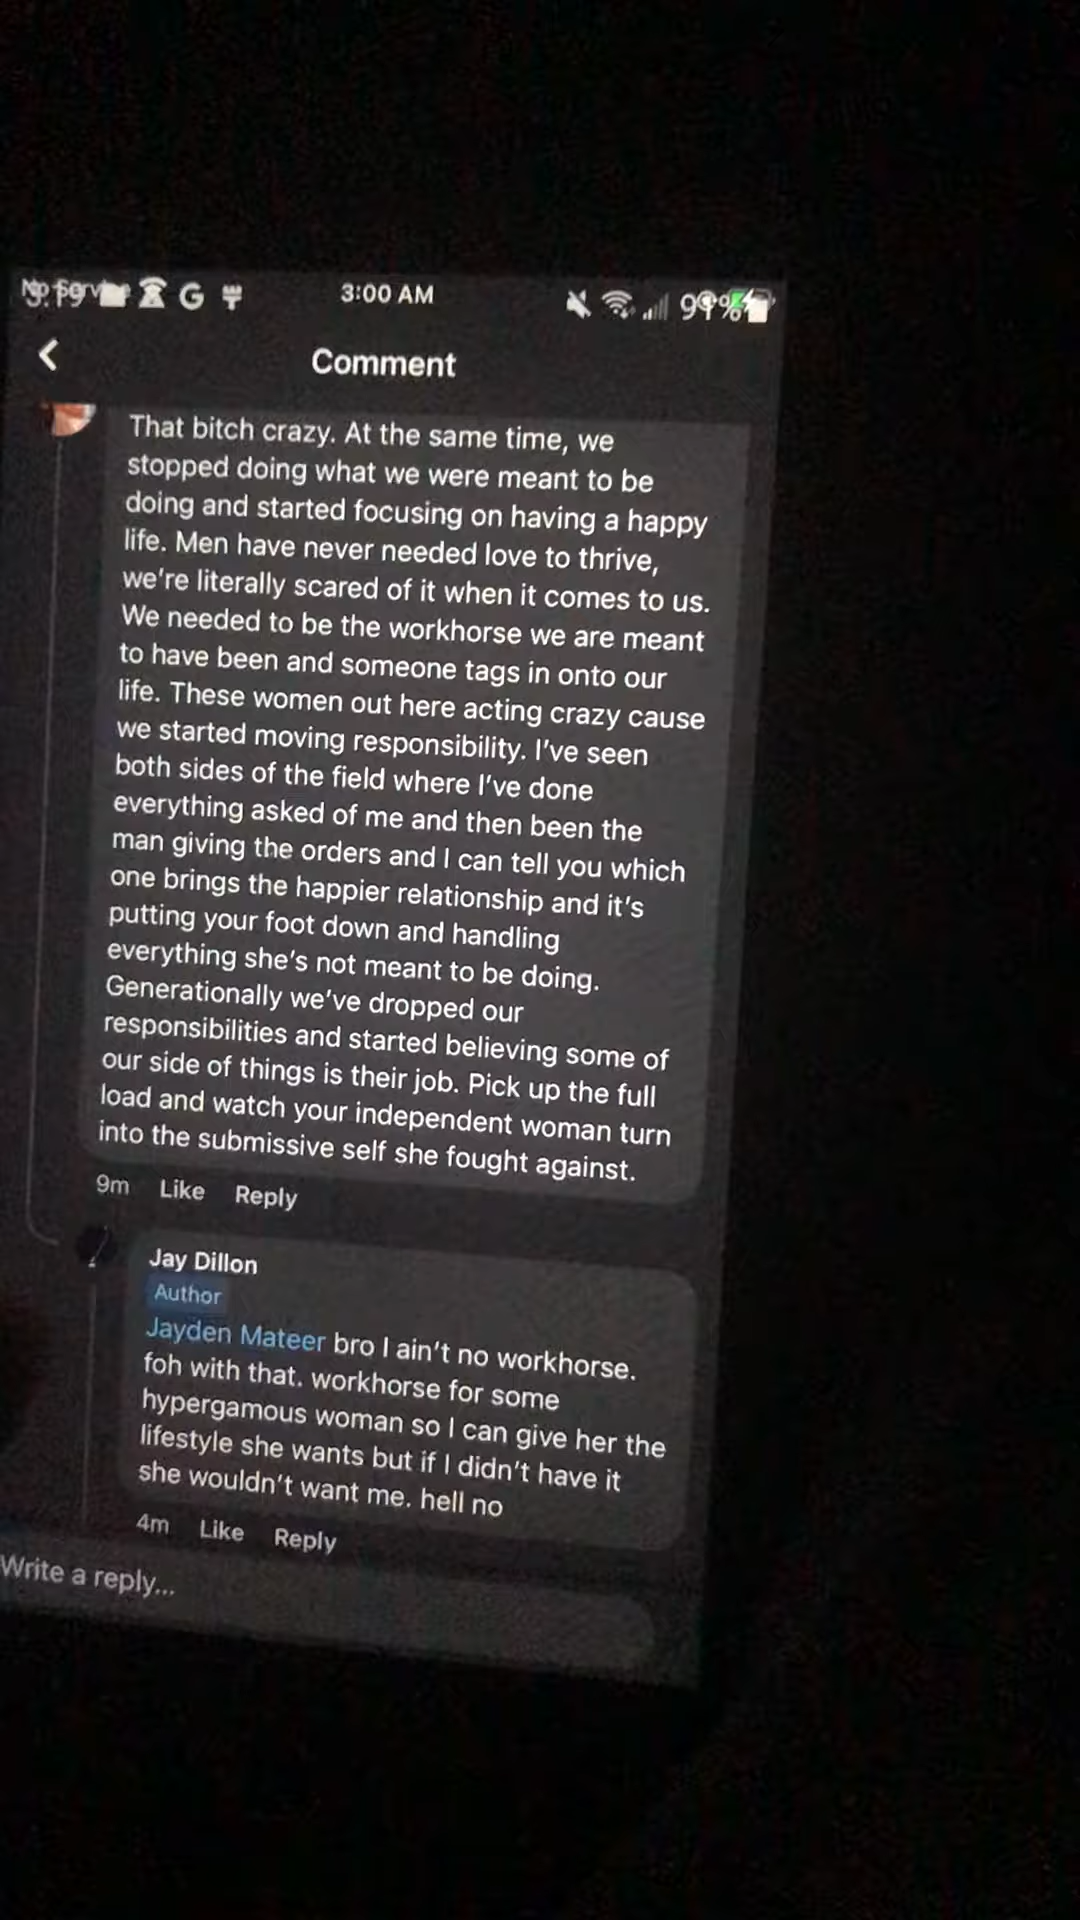 3:00 AM
Comment
That bitch crazy. At the same time, we
stopped doing what we were meant to be
doing and started focusing on having a happy
life. Men have never needed love to thrive,
we're literally scared of it when it comes to us.
We needed to be the workhorse we are meant
to have been and someone tags in onto our
life. These women out here acting crazy cause
we started moving responsibility. I've seen
both sides of the field where I've done
everything asked of me and then been the
man giving the orders and I can tell you which
one brings the happier relationship and it's
putting your foot down and handling
everything she's not meant to be doing.
Generationally we've dropped our
responsibilities and started believing some of
our side of things is their job. Pick up the full
load and watch your independent woman turn
into the submissive self she fought against.
9m Like Reply
Jay Dillon
Author
Jayden Mateer bro I ain't no workhorse.
foh with that. workhorse for some
hypergamous woman so I can give her the
lifestyle she wants but if I didn't have it
she wouldn't want me. hell no
4m Like Reply
Write a reply...